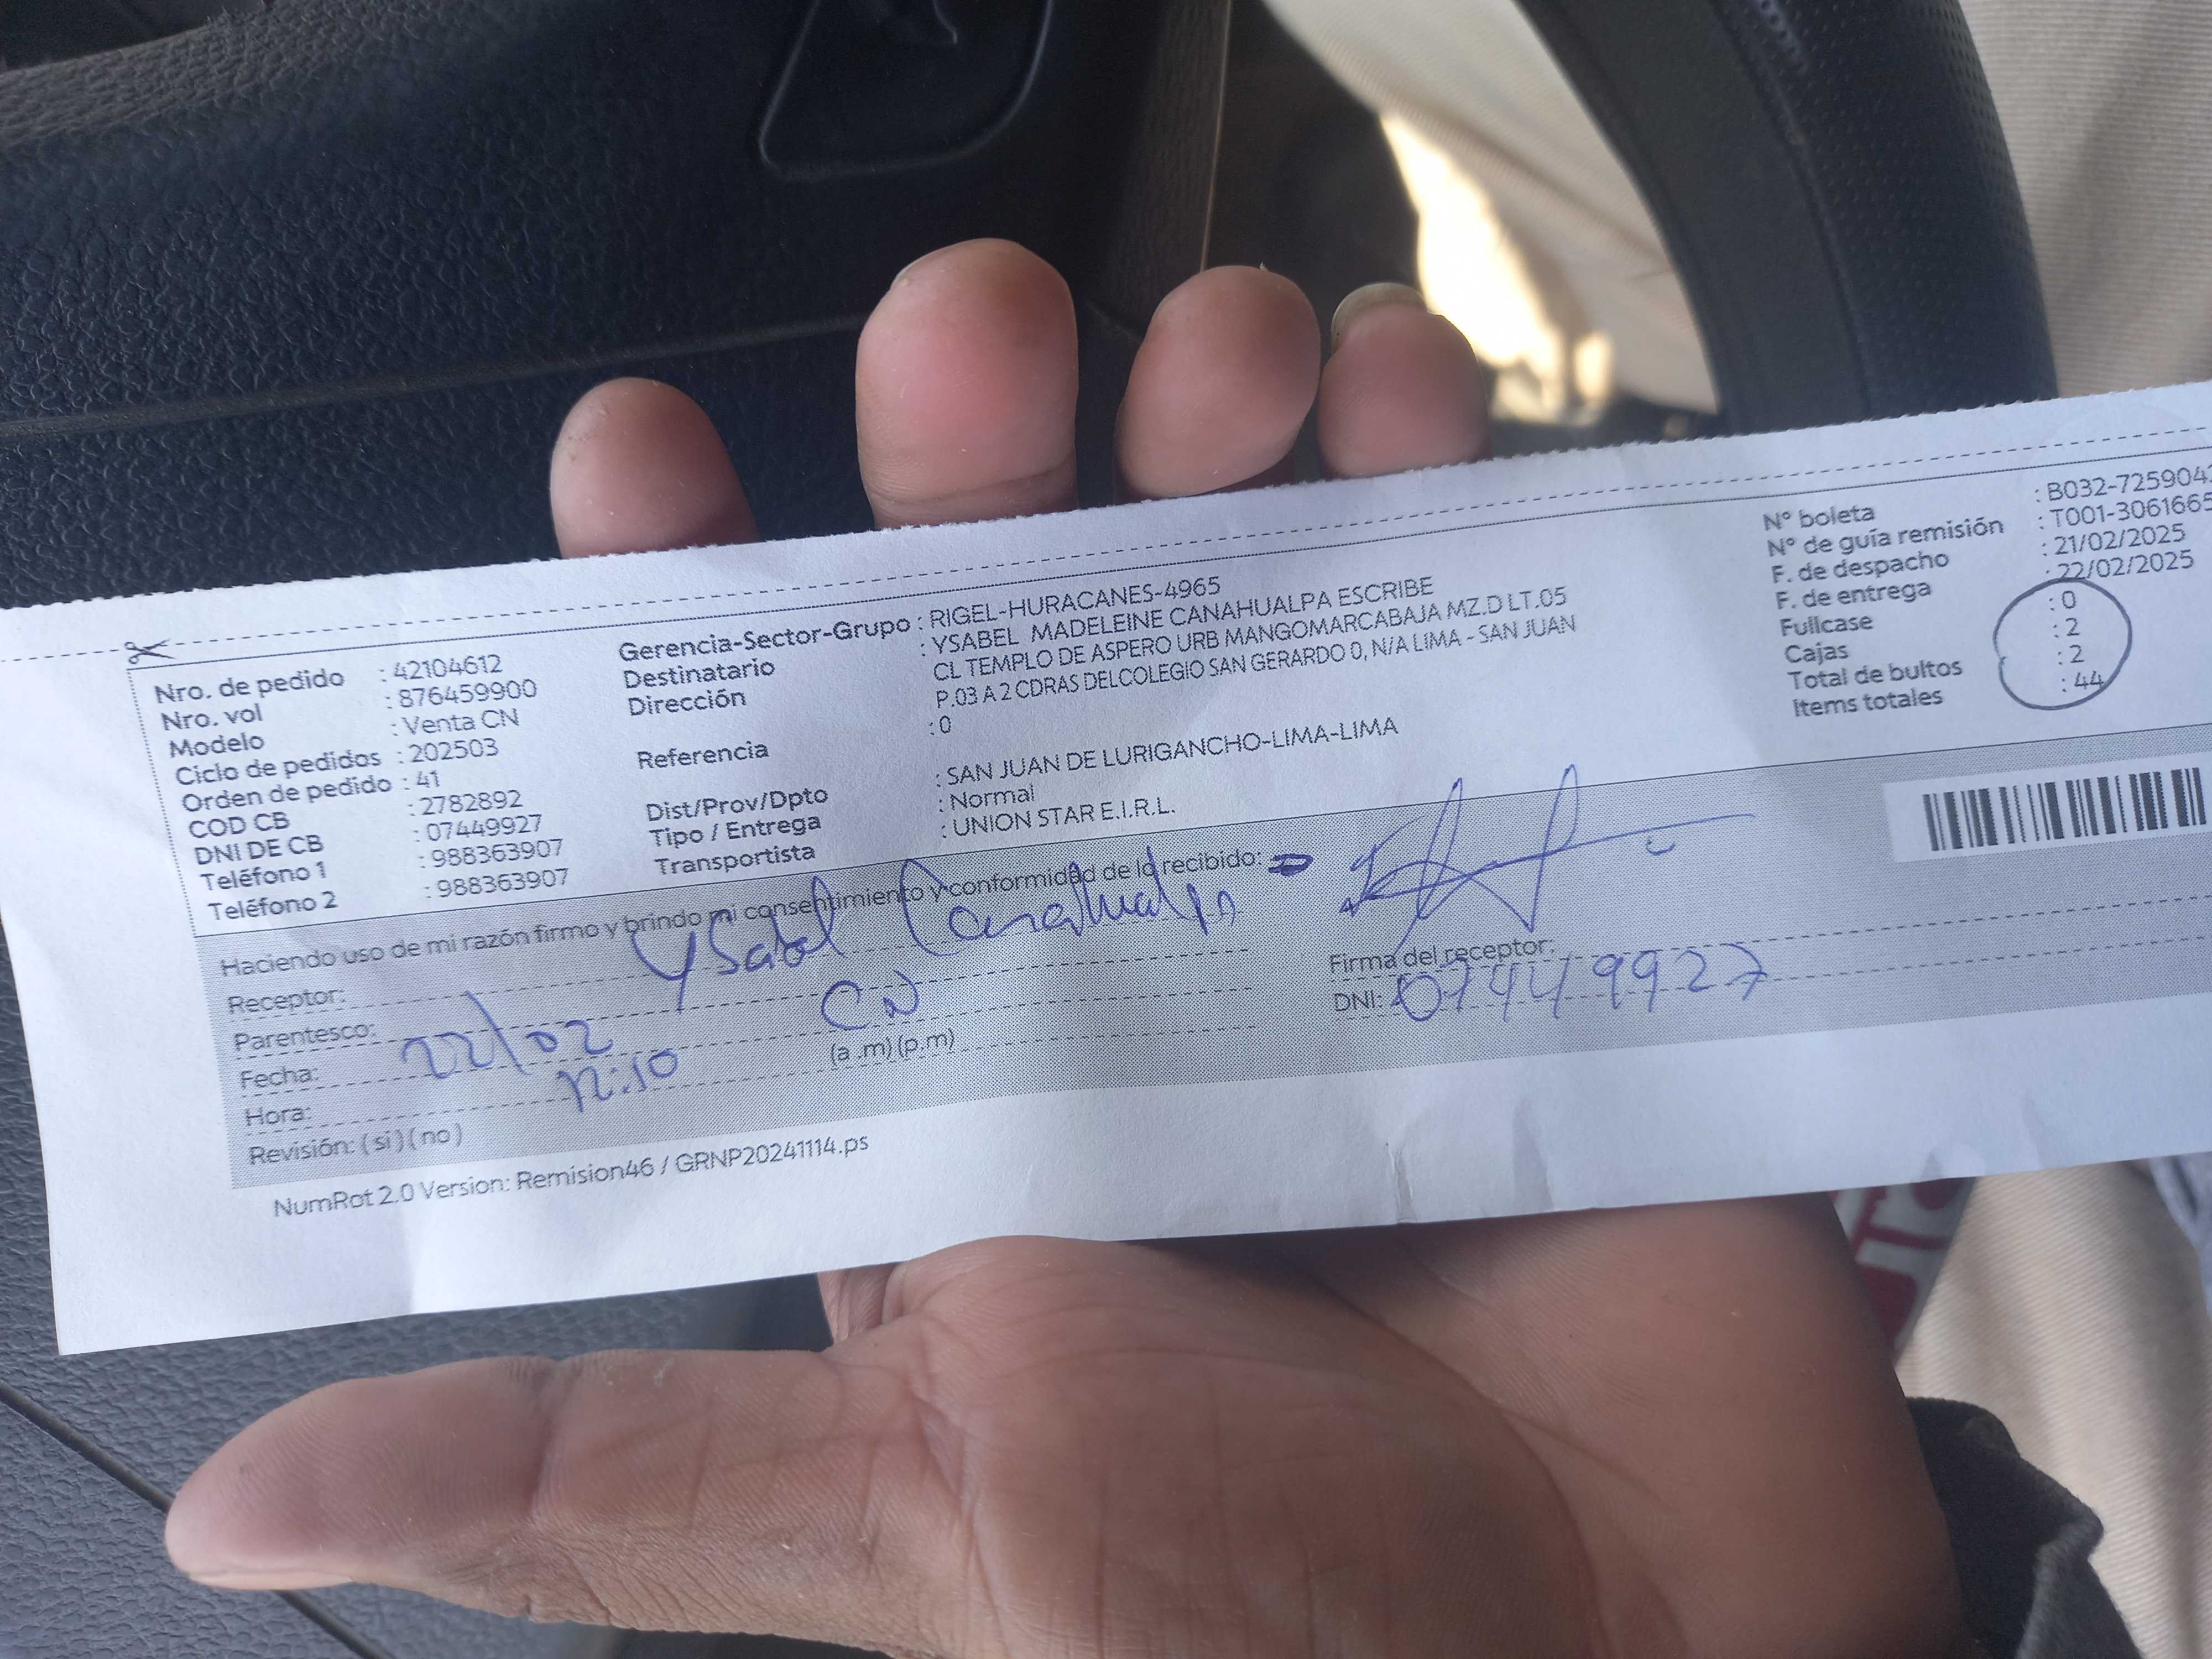 Nro. de pedido : 42104612
Nro. vol : 876459900
Modelo : Venta CN
Ciclo de pedidos : 202503
Orden de pedido : 41
COD CB : 2782892
DNI DE CB : 07449927
Teléfono 1 : 988363907
Teléfono 2 : 988363907
Gerencia-Sector-Grupo : RIGEL-HURACANES-4965
Destinatario : YSABEL MADELEINE CANAHUALPA ESCRIBE
Dirección CL TEMPLO DE ASPERO URB MANGOMARCABAJA MZ.D LT.05
P.03 A 2 CDRAS DELCOLEGIO SAN GERARDO 0, N/A LIMA - SAN JUAN
Referencia : 0
Dist/Prov/Dpto : SAN JUAN DE LURIGANCHO-LIMA-LIMA
Tipo / Entrega : Normal
Transportista : UNION STAR E.I.R.L.
N° boleta : B032-725904
N° de guía remisión : T001-3061665
F. de despacho : 21/02/2025
F. de entrega : 22/02/2025
Fullcase : 0
Cajas : 2
Total de bultos : 2
Items totales : 44
Haciendo uso de mi razón firmo y brindo mi consentimiento y conformidad de lo recibido:
Receptor: Ysabel Canahualpa
Parentesco: CN
Fecha: 22/02
Hora: 12:10 (a .m) (p.m)
Revisión: ( si ) ( no )
Firma del receptor:
DNI: 07449927
NumRot 2.0 Version: Remision46 / GRNP20241114.ps